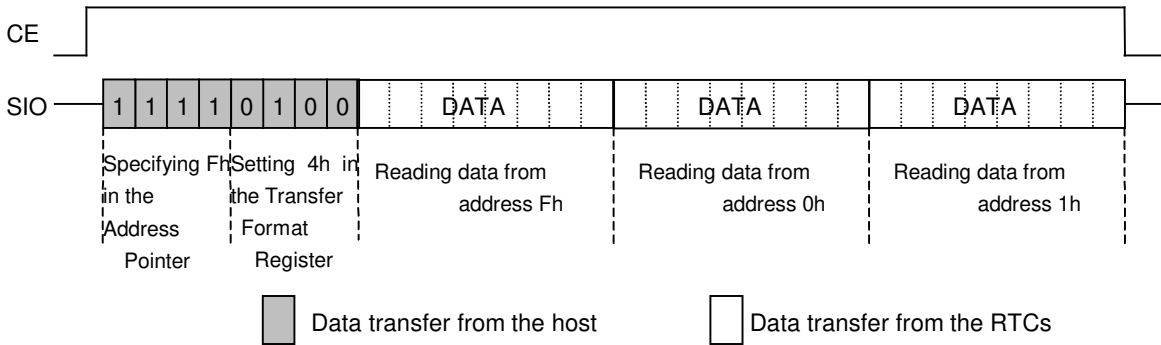 CE
SIO 1 1 1 1 0 1 0 0 DATA DATA DATA
Specifying Fh
in the
Address
Pointer
Setting 4h in
the Transfer
Format
Register
Reading data from
address Fh
Reading data from
address 0h
Reading data from
address 1h
Data transfer from the host
Data transfer from the RTCs